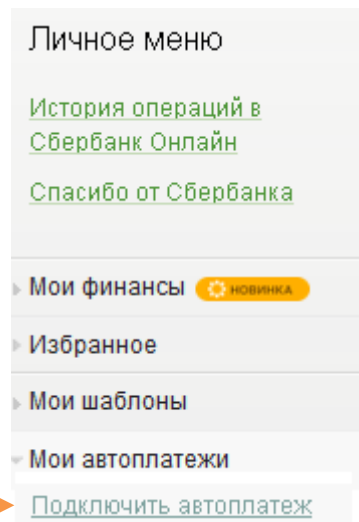 Личное меню
История операций в
Сбербанк Онлайн
Спасибо от Сбербанка
Мои финансы НОВИНКА
Избранное
Мои шаблоны
Мои автоплатежи
Подключить автоплатеж